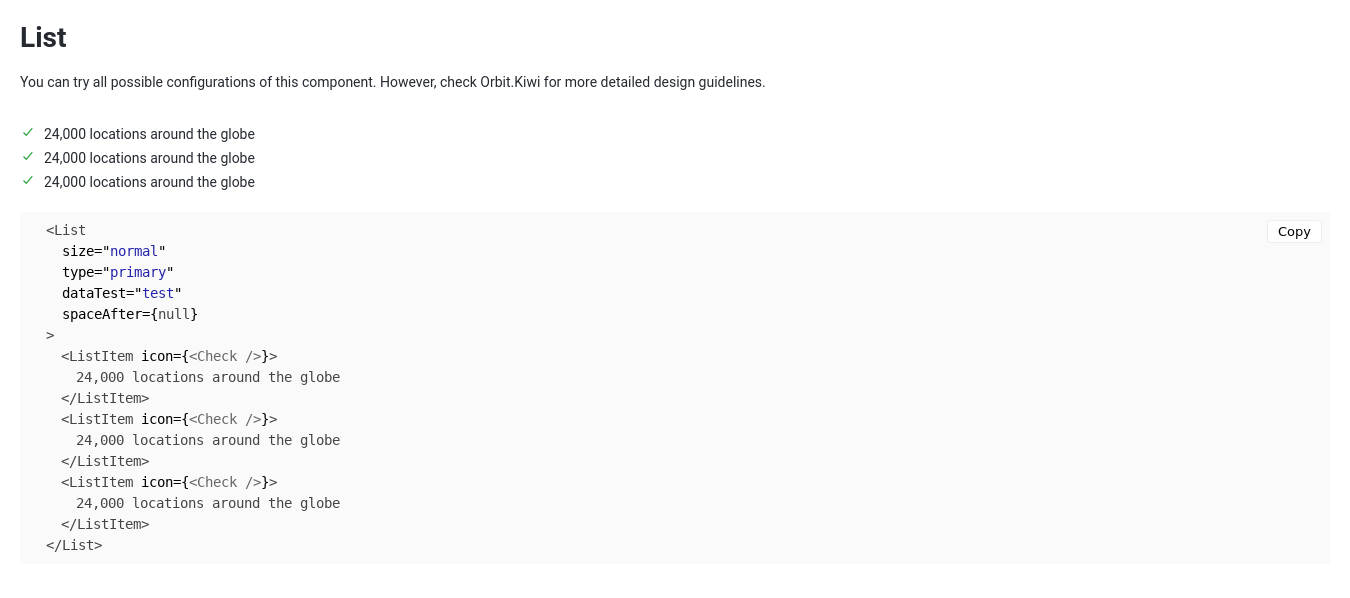 List
You can try all possible configurations of this component. However, check Orbit.Kiwi for more detailed design guidelines.
24,000 locations around the globe
24,000 locations around the globe
24,000 locations around the globe
Copy
<List
  size="normal"
  type="primary"
  dataTest="test"
  spaceAfter={null}
>
  <ListItem icon={<Check />}>
    24,000 locations around the globe
  </ListItem>
  <ListItem icon={<Check />}>
    24,000 locations around the globe
  </ListItem>
  <ListItem icon={<Check />}>
    24,000 locations around the globe
  </ListItem>
</List>